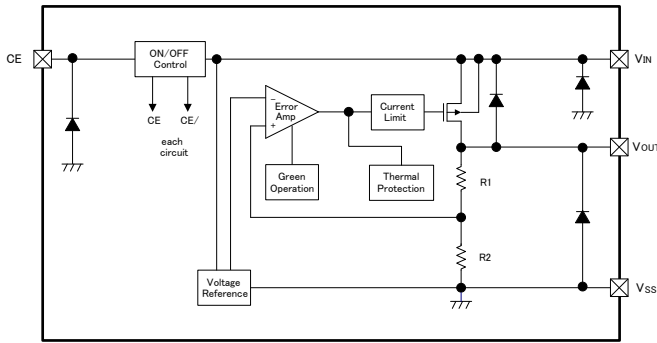 CE
ON/OFF
Control
VIN
CE
CE/
each
circuit
−
Error
Amp
+
Current
Limit
VOUT
Green
Operation
Thermal
Protection
R1
R2
Voltage
Reference
VSS